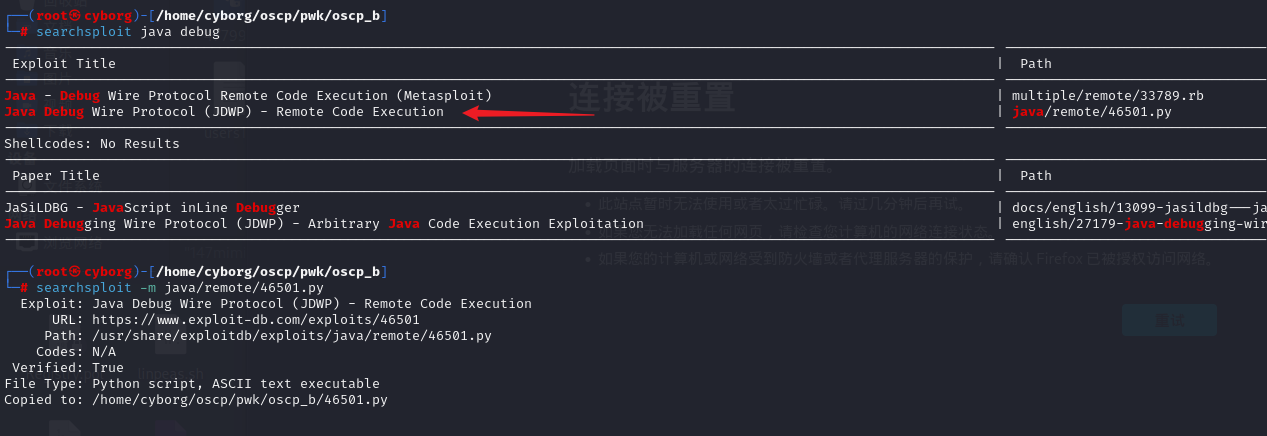 ┌──(root㉿cyborg)-[/home/cyborg/oscp/pwk/oscp_b]
└─# searchsploit java debug
Exploit Title | Path
Java - Debug Wire Protocol Remote Code Execution (Metasploit) | multiple/remote/33789.rb
Java Debug Wire Protocol (JDWP) - Remote Code Execution | java/remote/46501.py
连接被重置
Shellcodes: No Results
加载页面时与服务器的连接被重置。
Paper Title | Path
此站点暂时无法使用或者太过忙碌。请过几分钟后再试。
JaSiLDBG - JavaScript inLine Debugger | docs/english/13099-jasildbg---ja
Java Debugging Wire Protocol (JDWP) - Arbitrary Java Code Execution Exploitation | english/27179-java-debugging-wir
如果您无法加载任何网页，请检查您计算机的网络连接状态。
如果您的计算机或网络受到防火墙或者代理服务器的保护，请确认 Firefox 已被授权访问网络。
┌──(root㉿cyborg)-[/home/cyborg/oscp/pwk/oscp_b]
└─# searchsploit -m java/remote/46501.py
Exploit: Java Debug Wire Protocol (JDWP) - Remote Code Execution
URL: https://www.exploit-db.com/exploits/46501
Path: /usr/share/exploitdb/exploits/java/remote/46501.py
重试
Codes: N/A
Verified: True
linpeas.sh
File Type: Python script, ASCII text executable
Copied to: /home/cyborg/oscp/pwk/oscp_b/46501.py